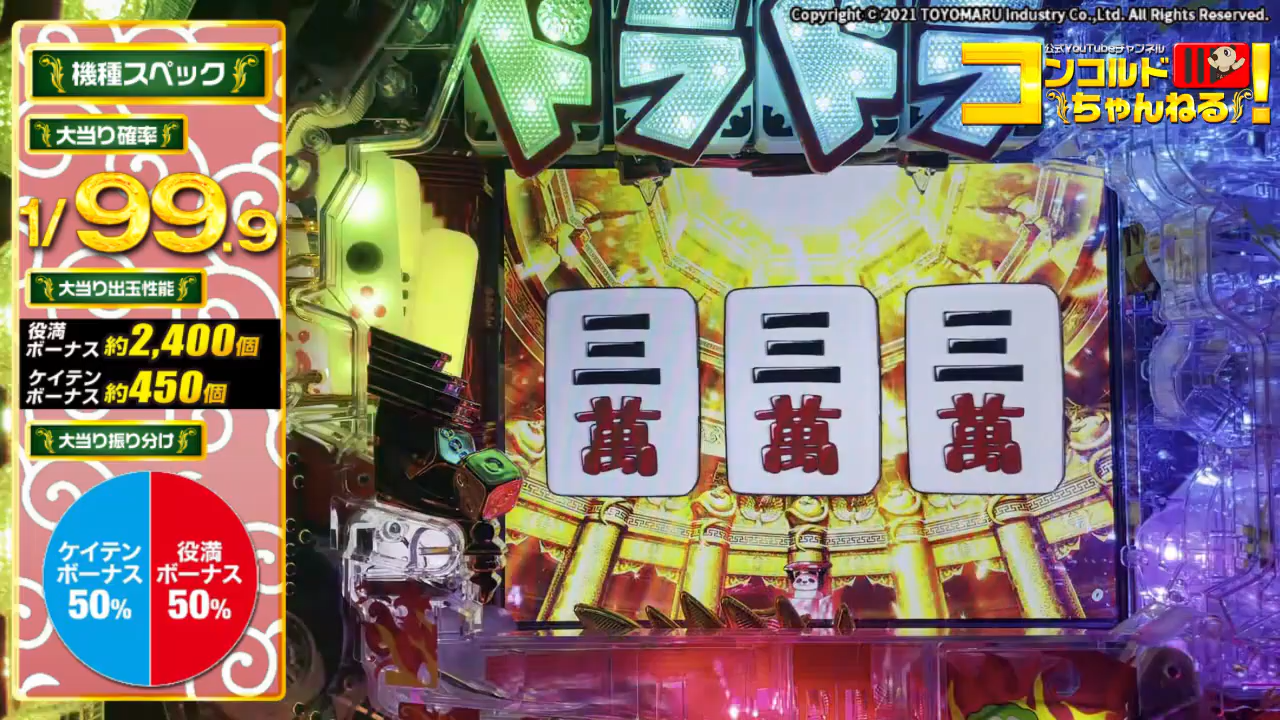 Copyright © 2021 TOYOMARU Industry Co.,Ltd. All Rights Reserved.
公式YouTubeチャンネル
コンコルド
ちゃんねる!
ドラドラ
機種スペック
大当り確率
1/99.9
大当り出玉性能
役満
ボーナス 約2,400個
ケイテン
ボーナス 約450個
大当り振り分け
ケイテン
ボーナス
50%
役満
ボーナス
50%
三萬 三萬 三萬